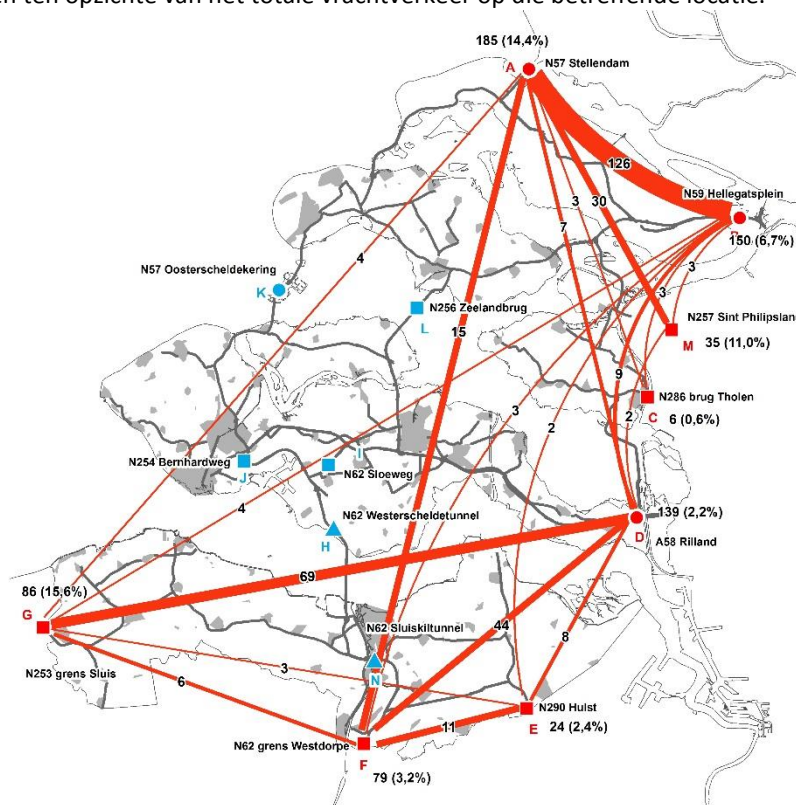 en ten opzichte van het totale vrachtverkeer op die betreffende locatie.
185 (14,4%)
A
N57 Stellendam
126
N59 Hellegatsplein
3
30
7
150 (6,7%)
4
3
N57 Oosterscheldekering
K
3
N256 Zeelandbrug
L
15
N257 Sint Philipsland
M
35 (11,0%)
9
N286 brug Tholen
C
6 (0,6%)
3
2
2
N254 Bernhardweg
J
I
N62 Sloeweg
4
139 (2,2%)
D
A58 Rilland
N62 Westerscheldetunnel
H
69
86 (15,6%)
G
44
N62 Sluiskiltunnel
8
N
N253 grens Sluis
3
6
N290 Hulst
E
24 (2,4%)
11
N62 grens Westdorpe
F
79 (3,2%)